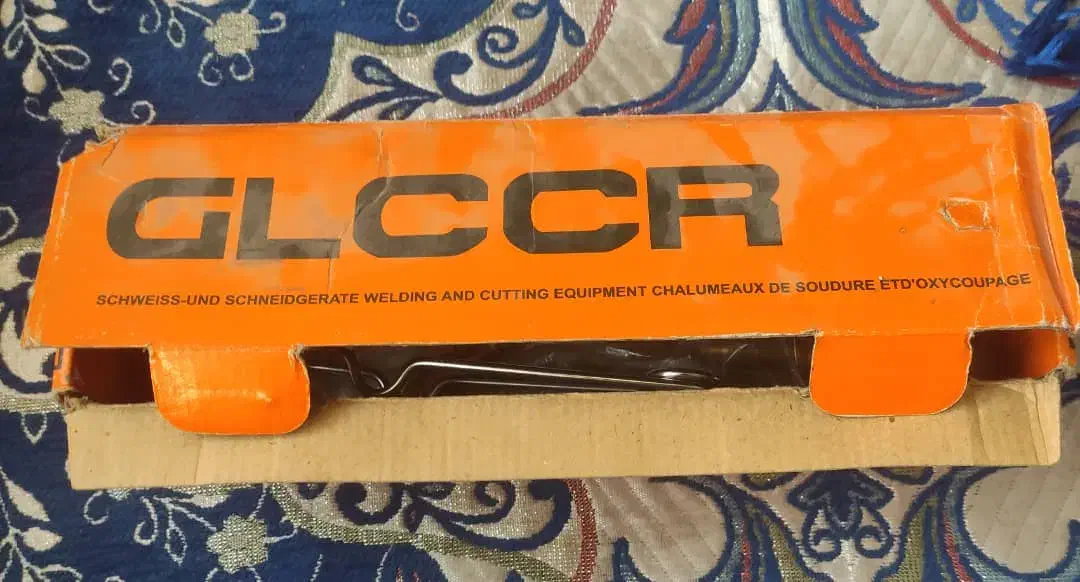 GLCCR
SCHWEISS-UND SCHNEIDGERATE WELDING AND CUTTING EQUIPMENT CHALUMEAUX DE SOUDURE ETD'OXYCOUPAGE